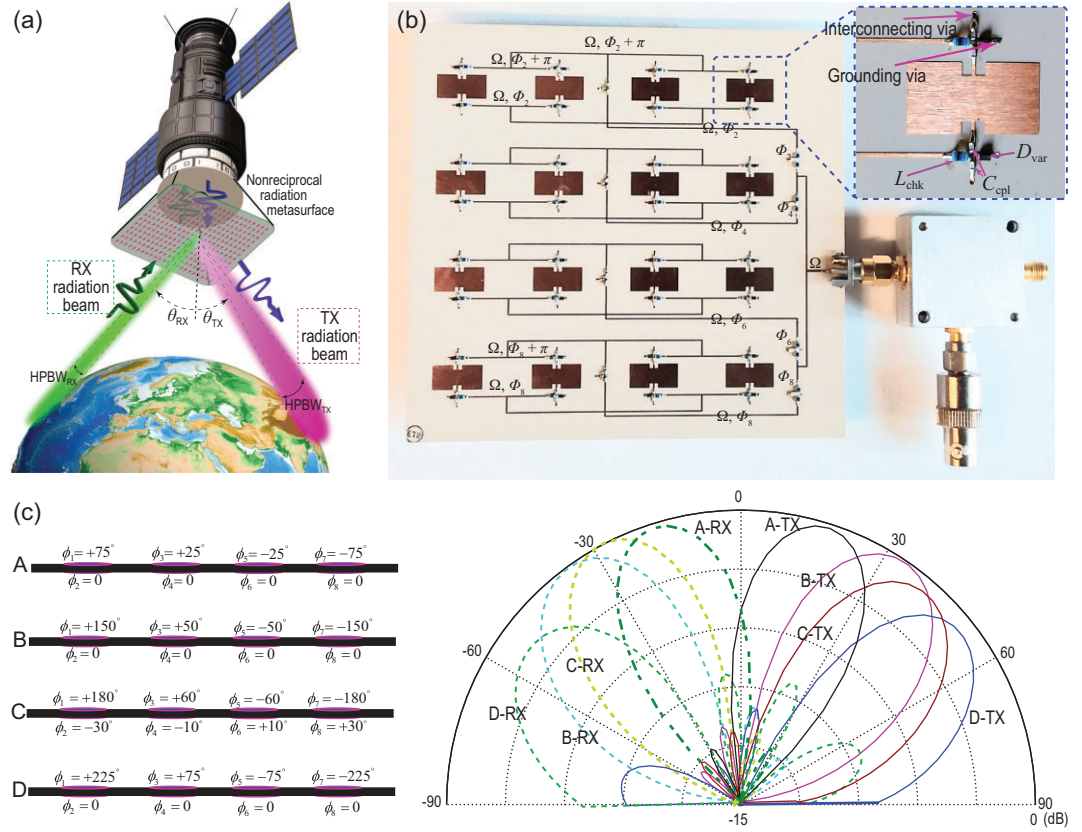 (a)
Nonreciprocal
radiation
metasurface
RX
radiation
beam
θRX
θTX
TX
radiation
beam
HPBWRX
HPBWTX
(b)
Ω, Φ2 + π
Ω, Φ2 + π
Ω, Φ2
Ω, Φ2
Φ2
Φ4
Ω, Φ4
Ω
Ω, Φ6
Φ6
Ω, Φ8 + π
Ω, Φ8
Φ8
Ω, Φ8
Interconnecting via
Grounding via
Dvar
Lchk
Ccpl
(c)
A
ϕ1= +75° ϕ3= +25° ϕ5= −25° ϕ7= −75°
ϕ2= 0 ϕ4= 0 ϕ6= 0 ϕ8= 0
B
ϕ1= +150° ϕ3= +50° ϕ5= −50° ϕ7= −150°
ϕ2= 0 ϕ4= 0 ϕ6= 0 ϕ8= 0
C
ϕ1= +180° ϕ3= +60° ϕ5= −60° ϕ7= −180°
ϕ2= −30° ϕ4= −10° ϕ6= +10° ϕ8= +30°
D
ϕ1= +225° ϕ3= +75° ϕ5= −75° ϕ7= −225°
ϕ2= 0 ϕ4= 0 ϕ6= 0 ϕ8= 0
0
A-RX
A-TX
-30
30
B-TX
-60
C-TX
60
C-RX
D-RX
D-TX
B-RX
-90
90
-15
0 (dB)